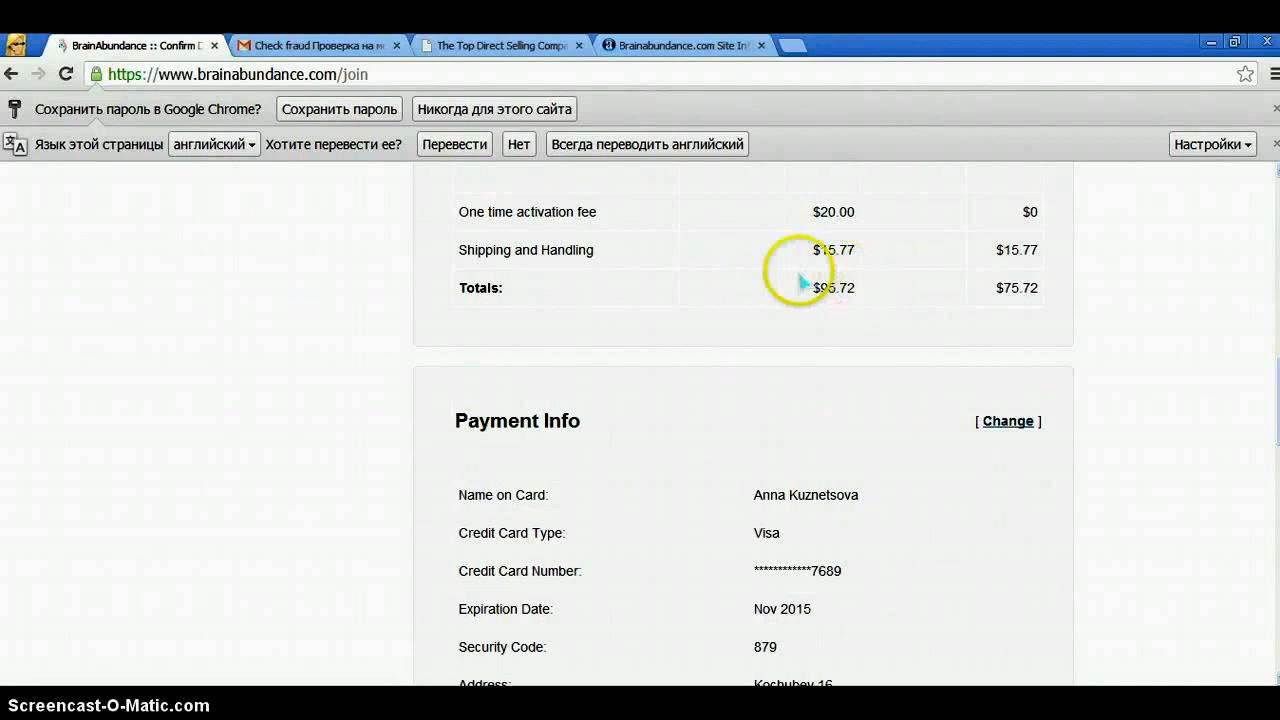 BrainAbundance :: Confirm D
Check fraud Проверка на мо
The Top Direct Selling Compa
Brainabundance.com Site Inf
https://www.brainabundance.com/join
Сохранить пароль в Google Chrome? Сохранить пароль Никогда для этого сайта
Язык этой страницы английский Хотите перевести ее? Перевести Нет Всегда переводить английский Настройки
One time activation fee $20.00 $0
Shipping and Handling $15.77 $15.77
Totals: $95.72 $75.72
Payment Info [ Change ]
Name on Card: Anna Kuznetsova
Credit Card Type: Visa
Credit Card Number: ************7689
Expiration Date: Nov 2015
Security Code: 879
Address: Kochubey 16
Screencast-O-Matic.com